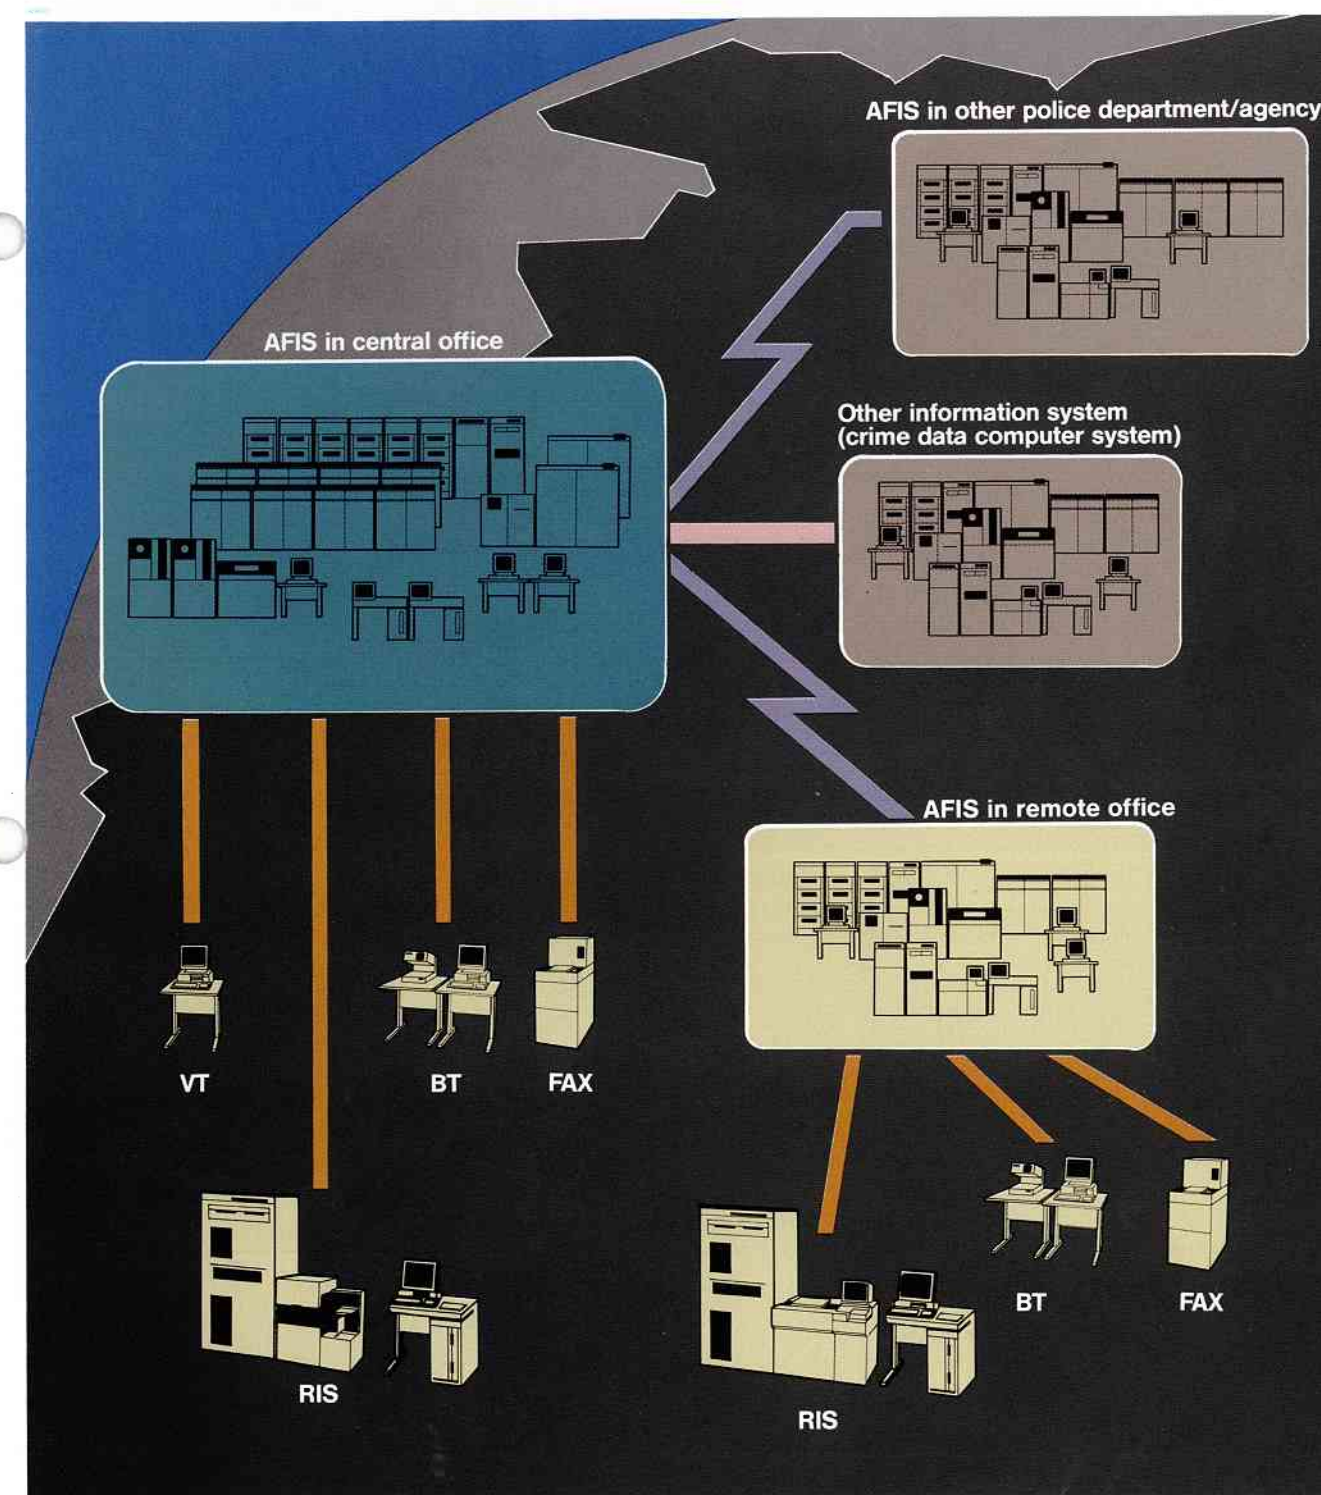 AFIS in other police department/agency
AFIS in central office
Other information system
(crime data computer system)
AFIS in remote office
VT
BT
FAX
BT
FAX
RIS
RIS